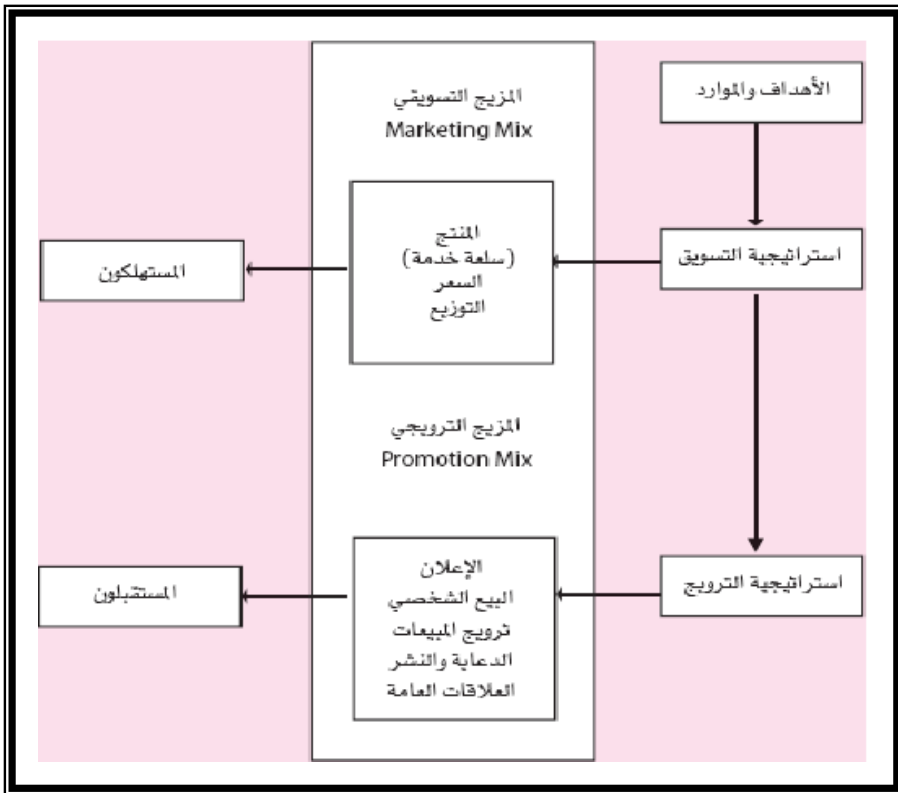 الأهداف والموارد
المزيج التسويقي
Marketing Mix
استراتيجية التسويق
المنتج
(سلعة خدمة)
السعر
التوزيع
المستهلكون
المزيج الترويجي
Promotion Mix
استراتيجية الترويج
الإعلان
البيع الشخصي
ترويج المبيعات
الدعاية والنشر
العلاقات العامة
المستقبلون